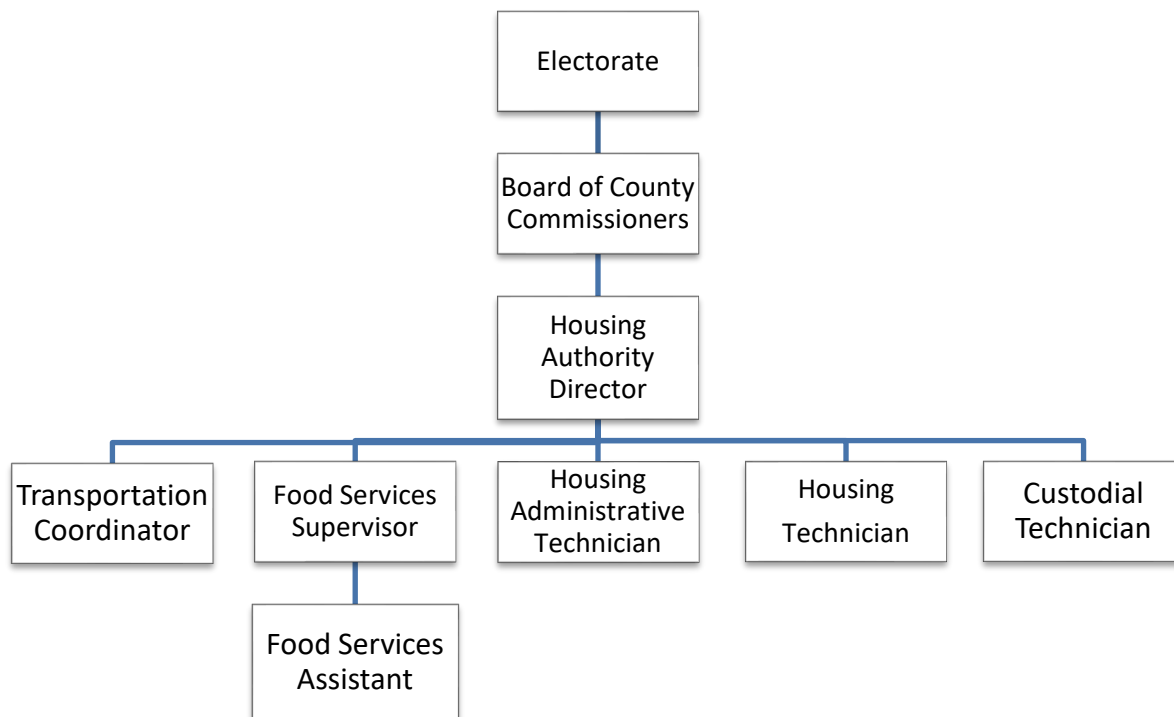 Electorate
Board of County
Commissioners
Housing
Authority
Director
Transportation
Coordinator
Food Services
Supervisor
Housing
Administrative
Technician
Housing
Technician
Custodial
Technician
Food Services
Assistant